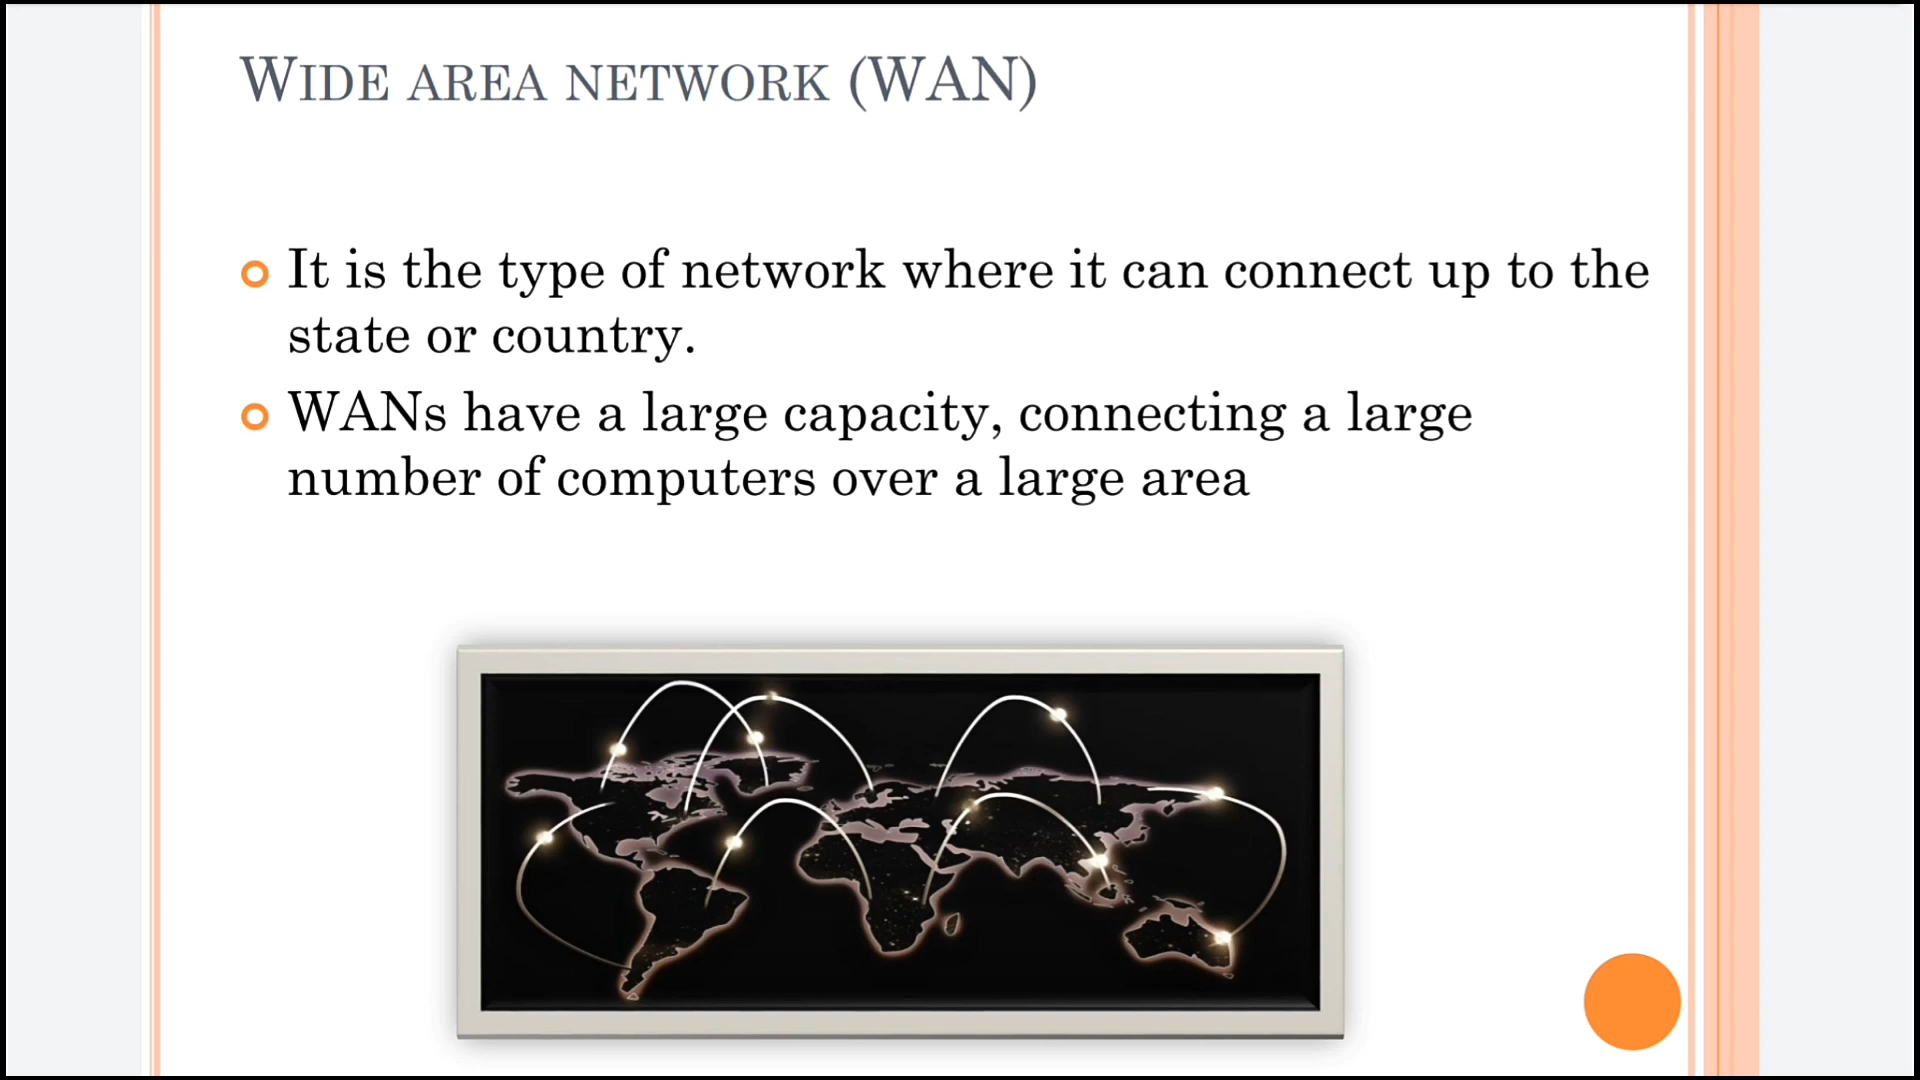 WIDE AREA NETWORK (WAN)
It is the type of network where it can connect up to the
state or country.
WANs have a large capacity, connecting a large
number of computers over a large area